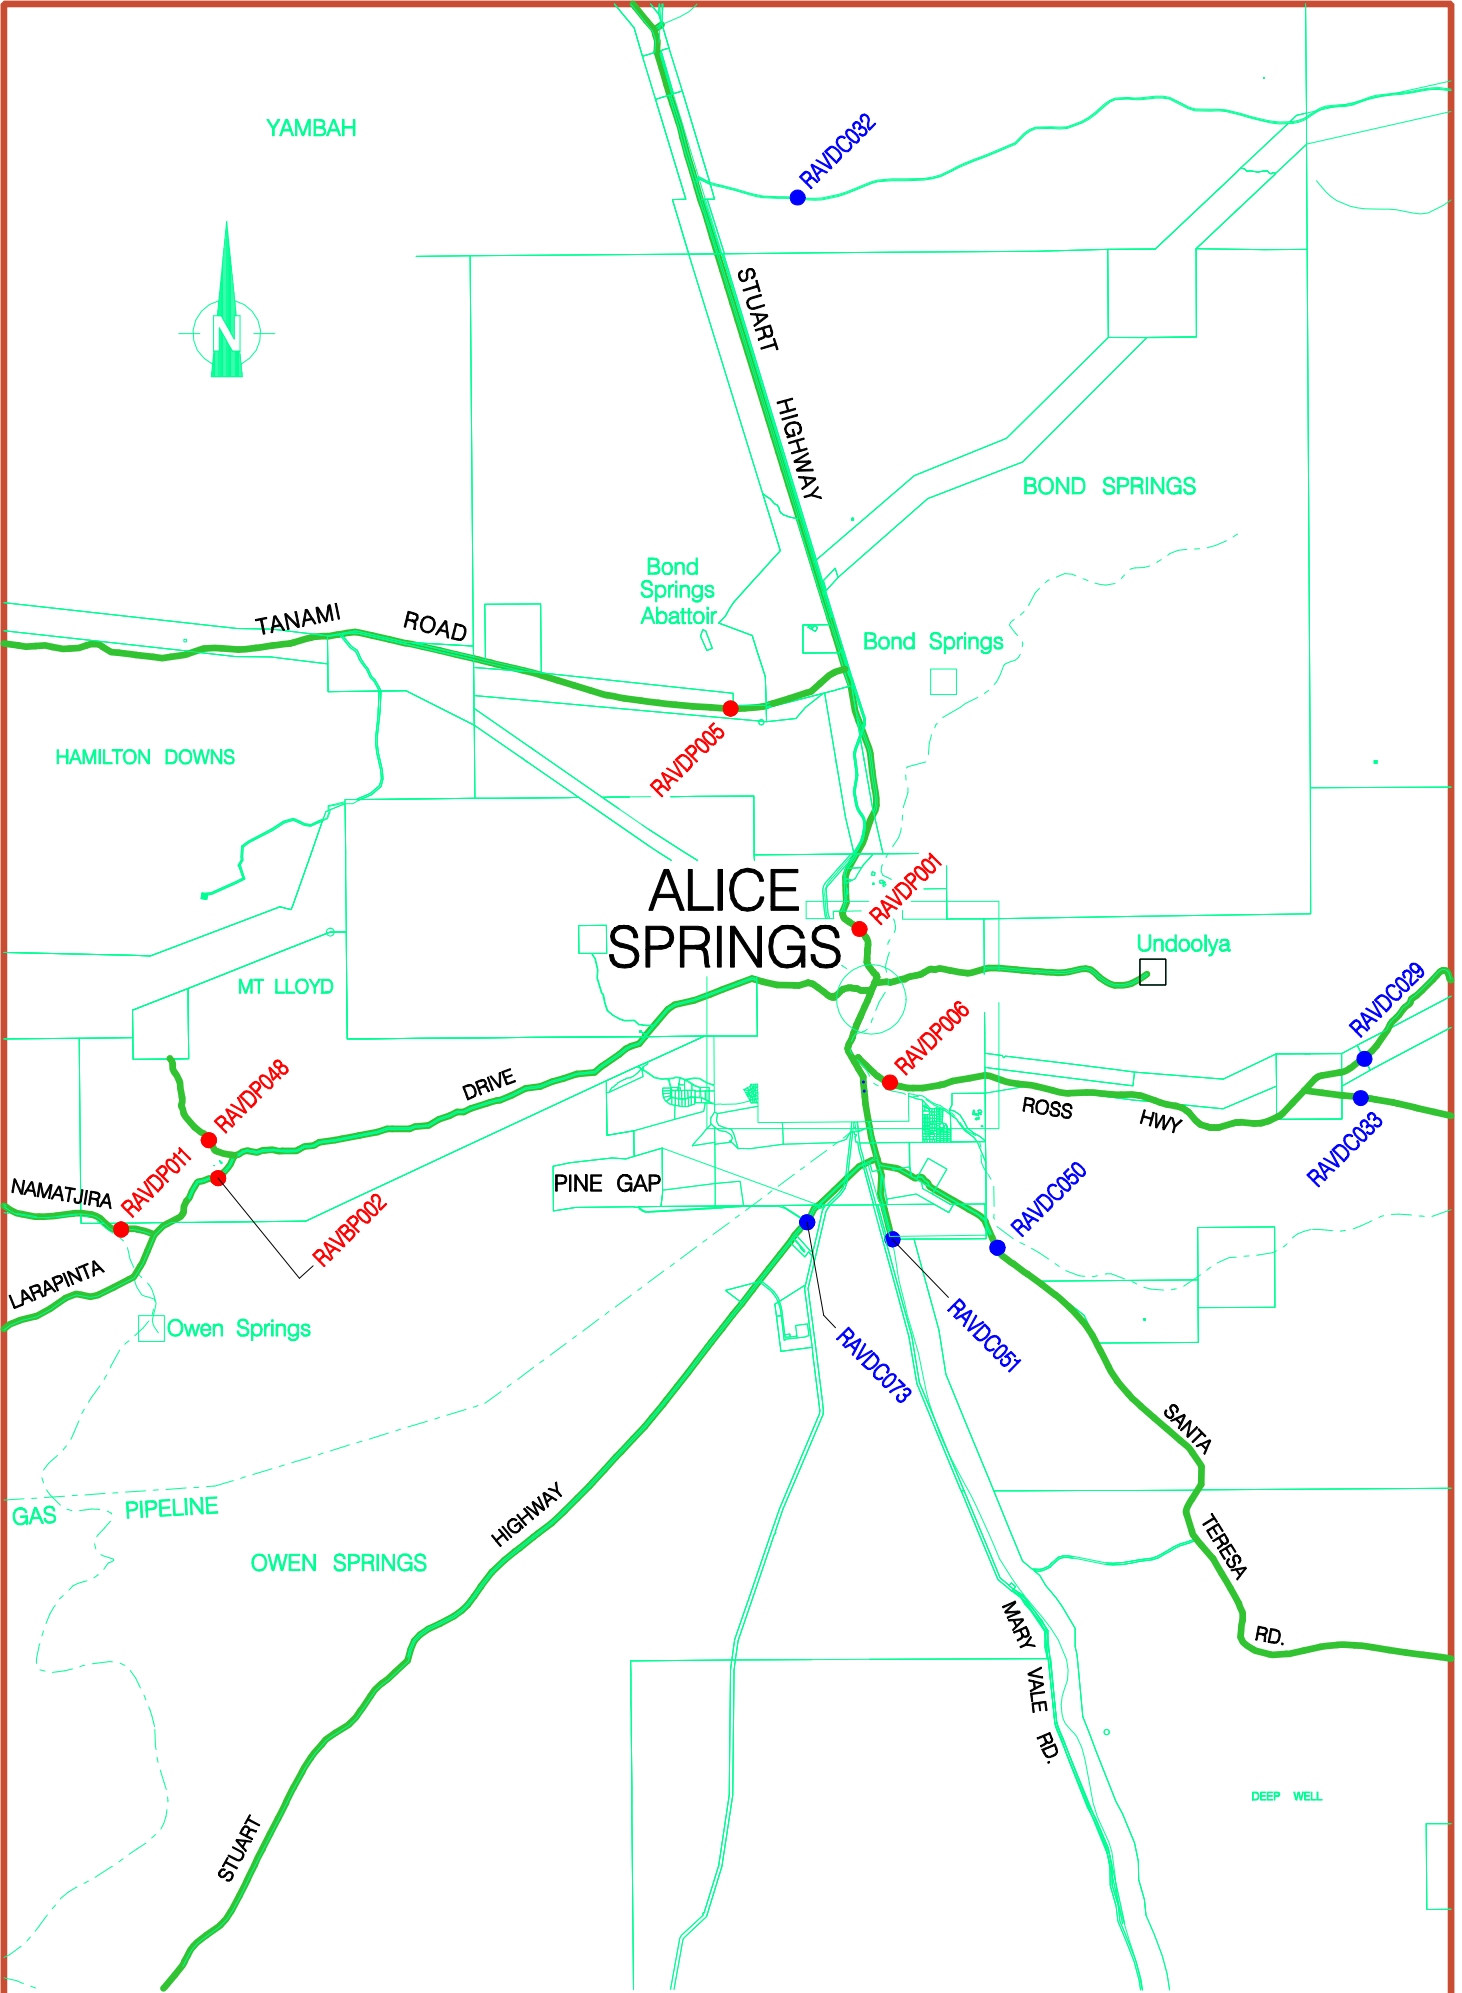 RAVDC032
YAMBAH
N
STUART
HIGHWAY
BOND SPRINGS
Bond
Springs
Abattoir
TANAMI ROAD
Bond Springs
RAVDP005
HAMILTON DOWNS
ALICE
SPRINGS
RAVDP001
Undoolya
MT LLOYD
RAVDC029
RAVDP006
RAVDP048
DRIVE
ROSS HWY
RAVDC033
RAVDP011
NAMATJIRA
PINE GAP
RAVDC050
RAVBP002
LARAPINTA
Owen Springs
RAVDC051
RAVDC073
SANTA
TERESA
RD.
GAS PIPELINE
HIGHWAY
OWEN SPRINGS
MARY
VALE
RD.
DEEP WELL
STUART